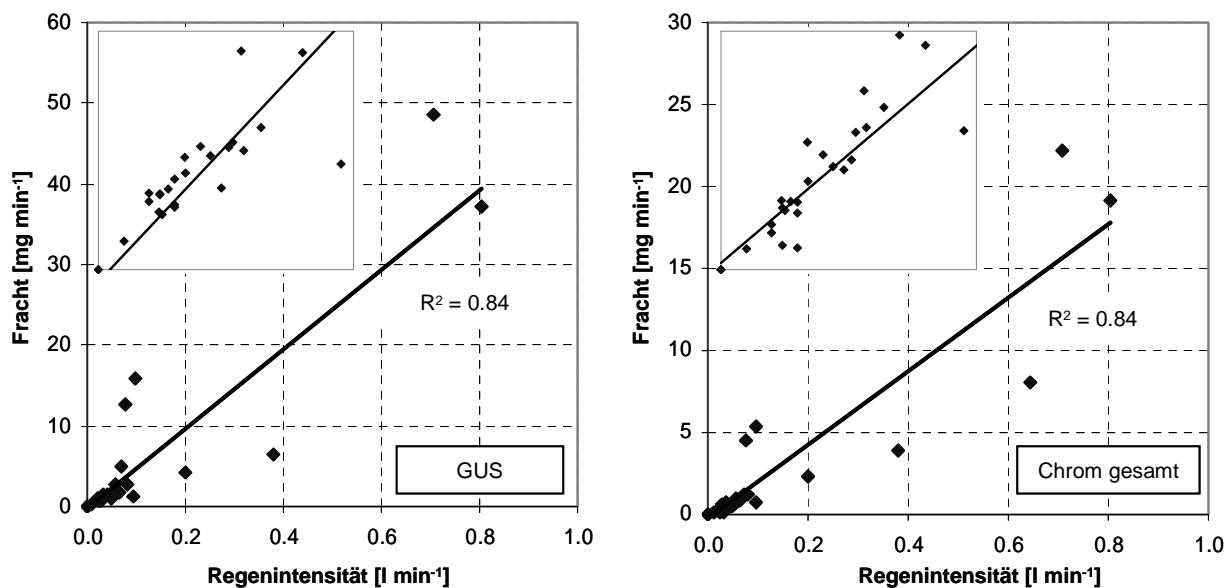 60
50
40
30
20
10
0
Fracht [mg min-1]
R² = 0.84
GUS
0.0 0.2 0.4 0.6 0.8 1.0
Regenintensität [l min-1]
30
25
20
15
10
5
0
Fracht [mg min-1]
R² = 0.84
Chrom gesamt
0.0 0.2 0.4 0.6 0.8 1.0
Regenintensität [l min-1]